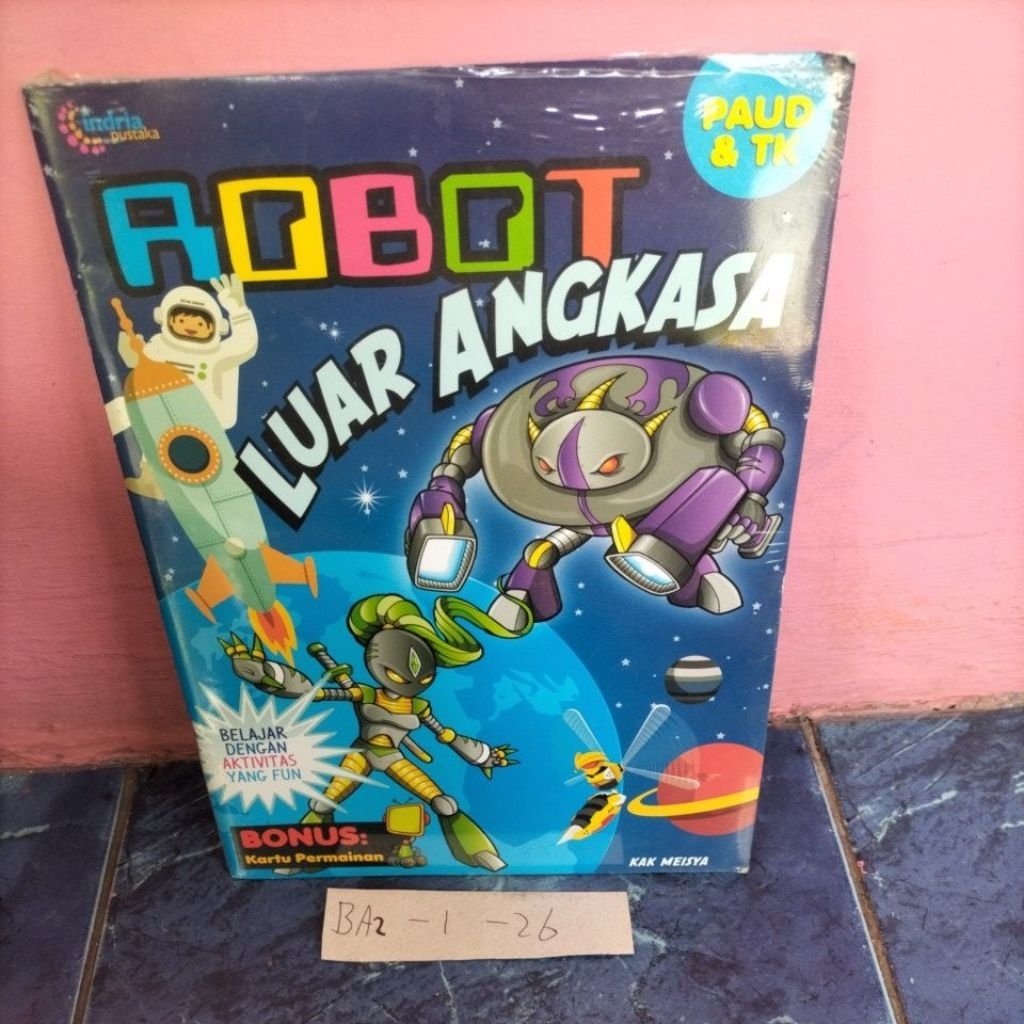 indria
pustaka
PAUD
& TK
ROBOT
LUAR ANGKASA
BELAJAR
DENGAN
AKTIVITAS
YANG FUN
BONUS:
Kartu Permainan
KAK MEISYA
BA2 - 1 - 26